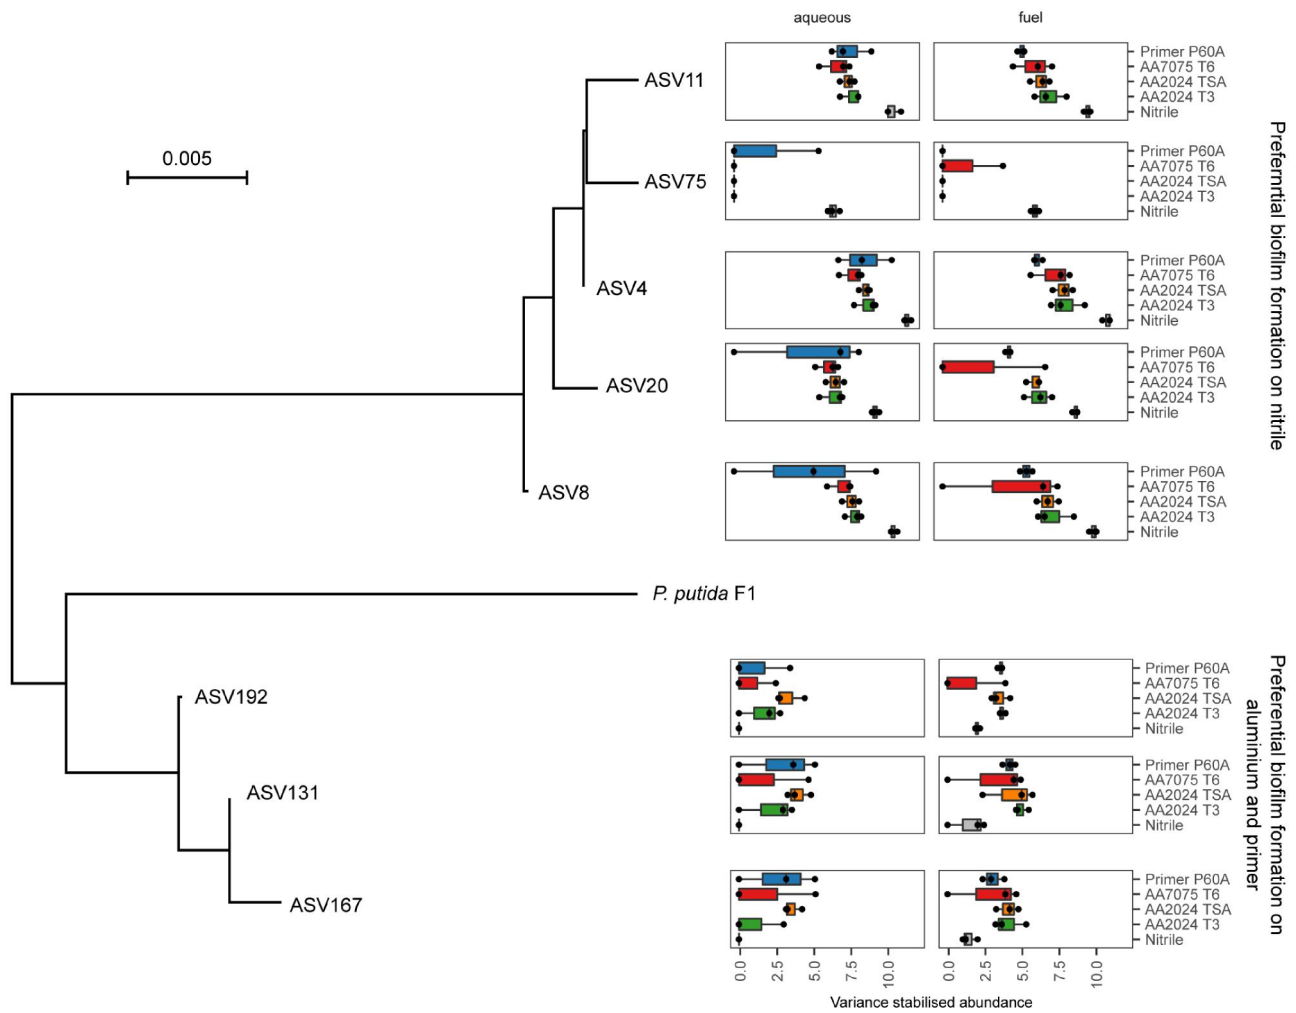 aqueous
fuel
0.005
ASV11
Primer P60A
AA7075 T6
AA2024 TSA
AA2024 T3
Nitrile
ASV75
Primer P60A
AA7075 T6
AA2024 TSA
AA2024 T3
Nitrile
ASV4
Primer P60A
AA7075 T6
AA2024 TSA
AA2024 T3
Nitrile
ASV20
Primer P60A
AA7075 T6
AA2024 TSA
AA2024 T3
Nitrile
ASV8
Primer P60A
AA7075 T6
AA2024 TSA
AA2024 T3
Nitrile
Prefernrtial biofilm formation on nitrile
P. putida F1
ASV192
Primer P60A
AA7075 T6
AA2024 TSA
AA2024 T3
Nitrile
ASV131
Primer P60A
AA7075 T6
AA2024 TSA
AA2024 T3
Nitrile
ASV167
Primer P60A
AA7075 T6
AA2024 TSA
AA2024 T3
Nitrile
Preferential biofilm formation on
aluminium and primer
0.0 2.5 5.0 7.5 10.0
0.0 2.5 5.0 7.5 10.0
Variance stabilised abundance